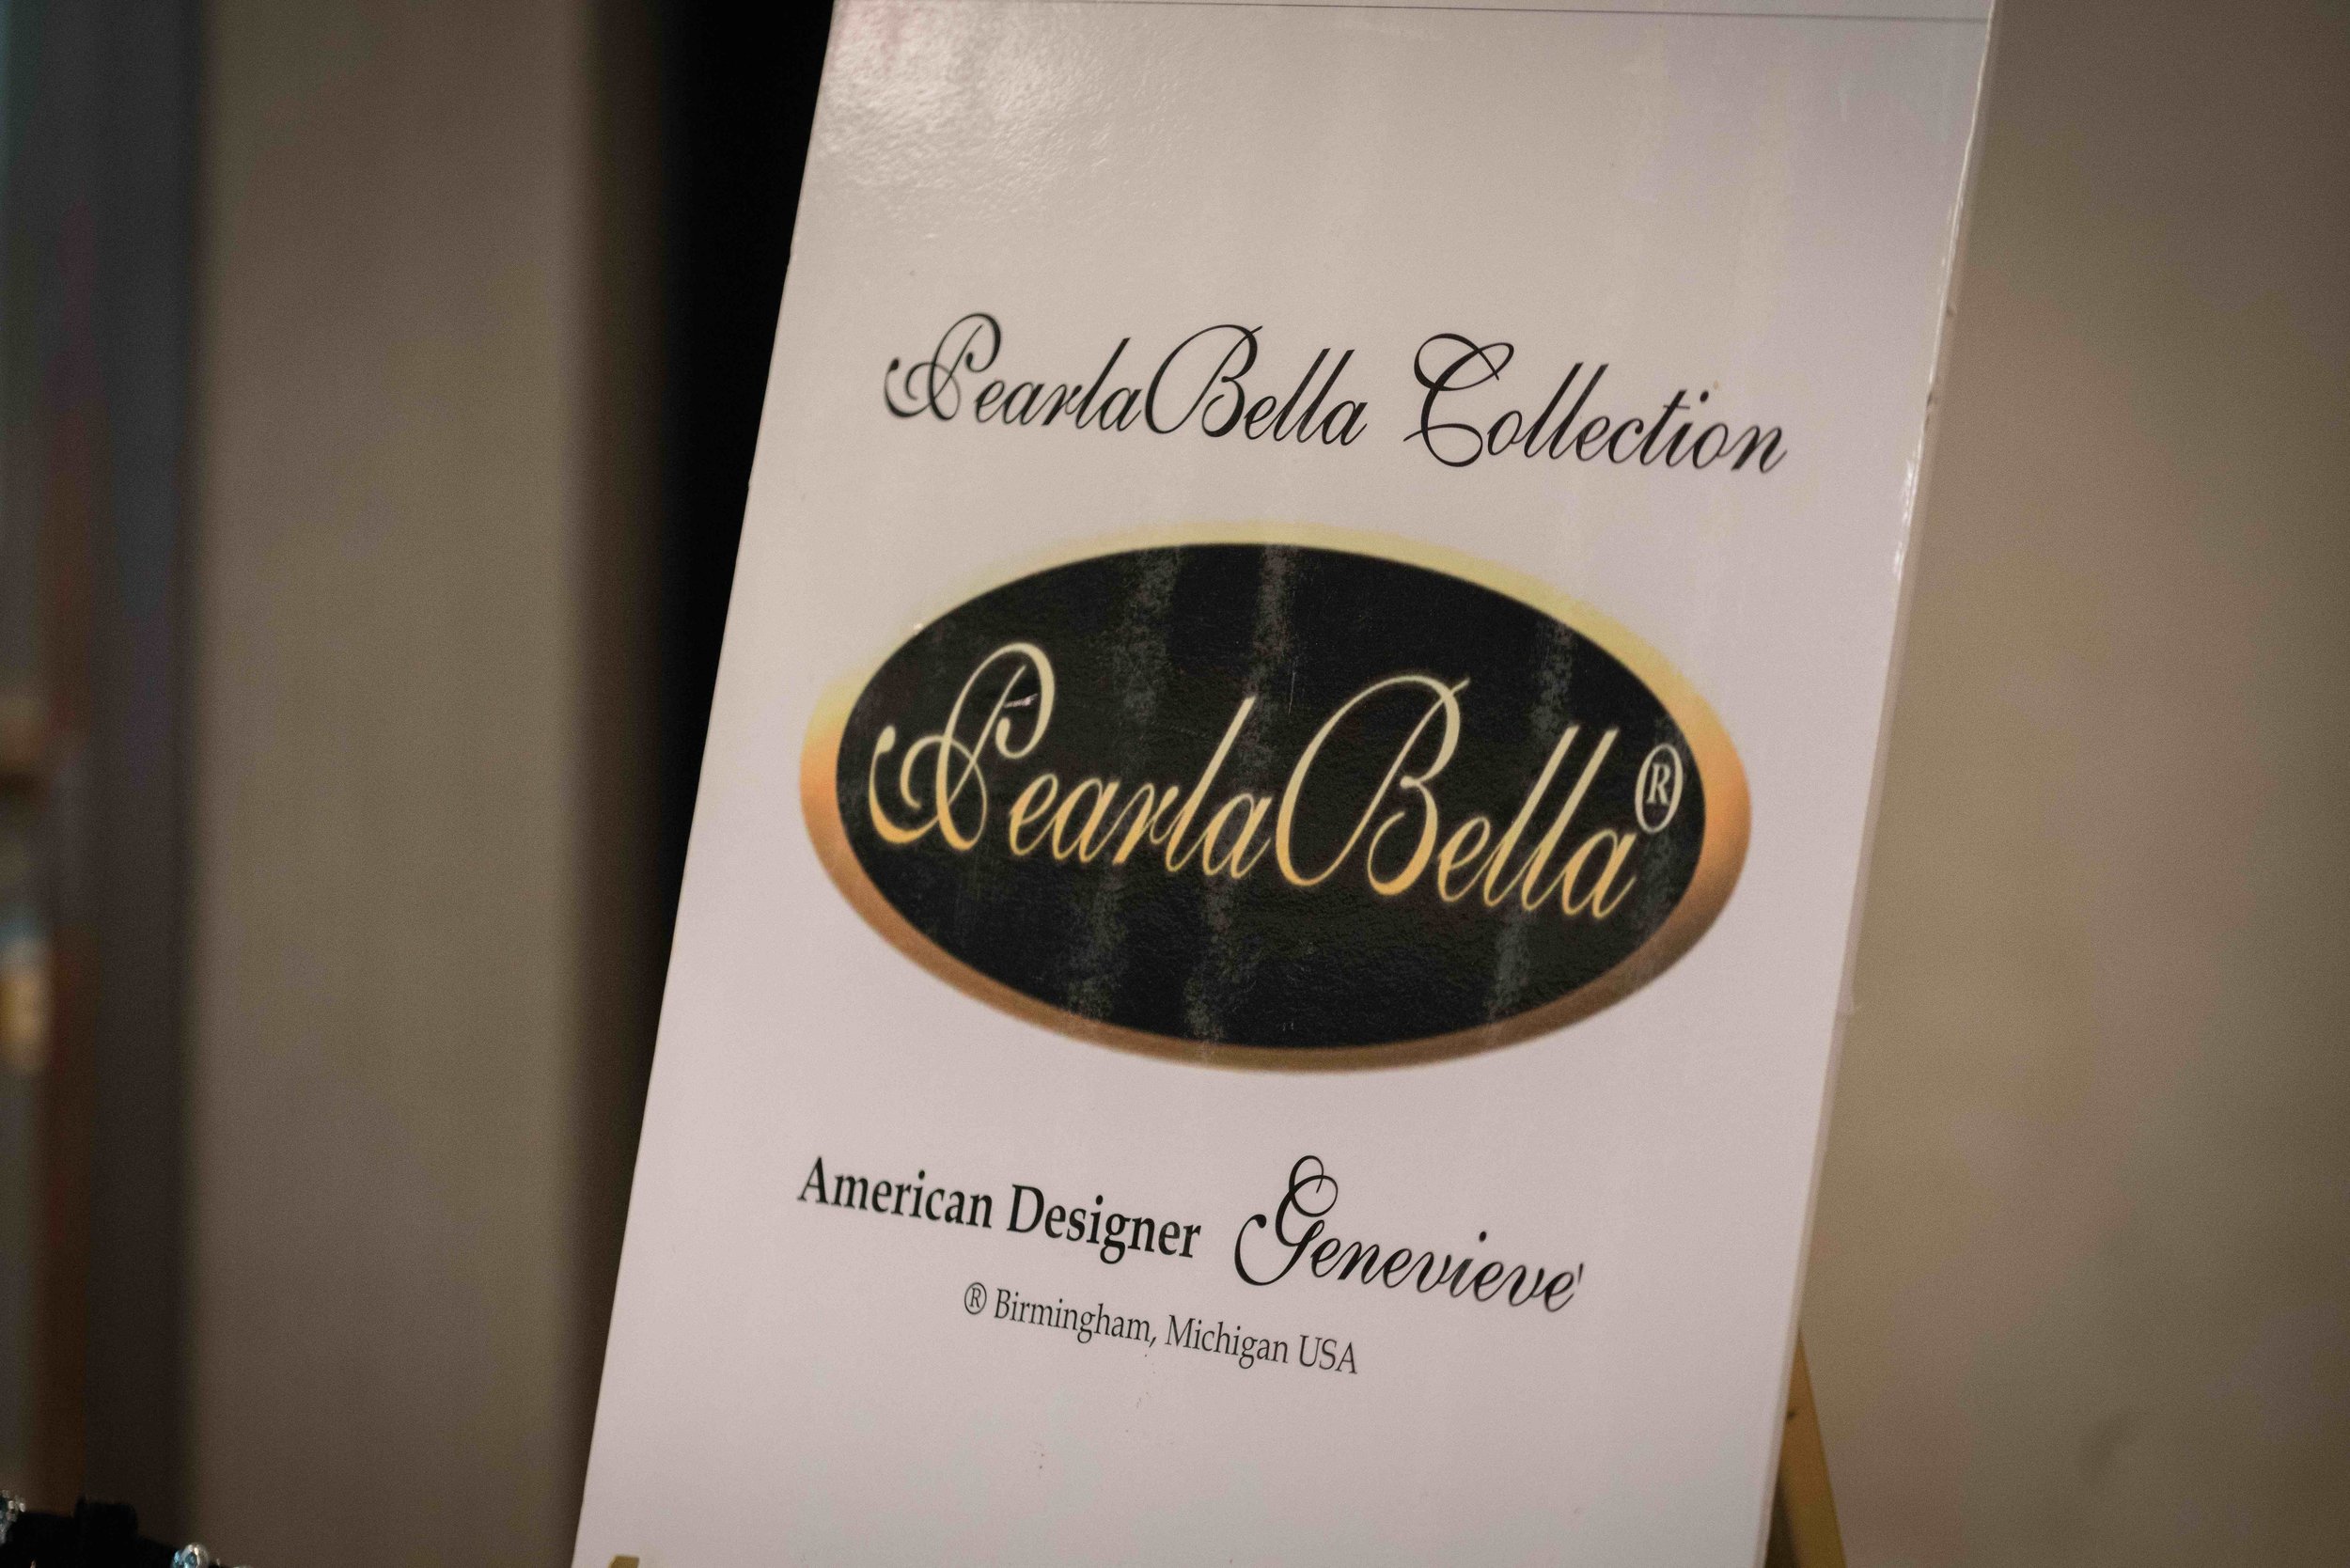 PearlaBella Collection
PearlaBella®
American Designer Genevieve'
® Birmingham, Michigan USA